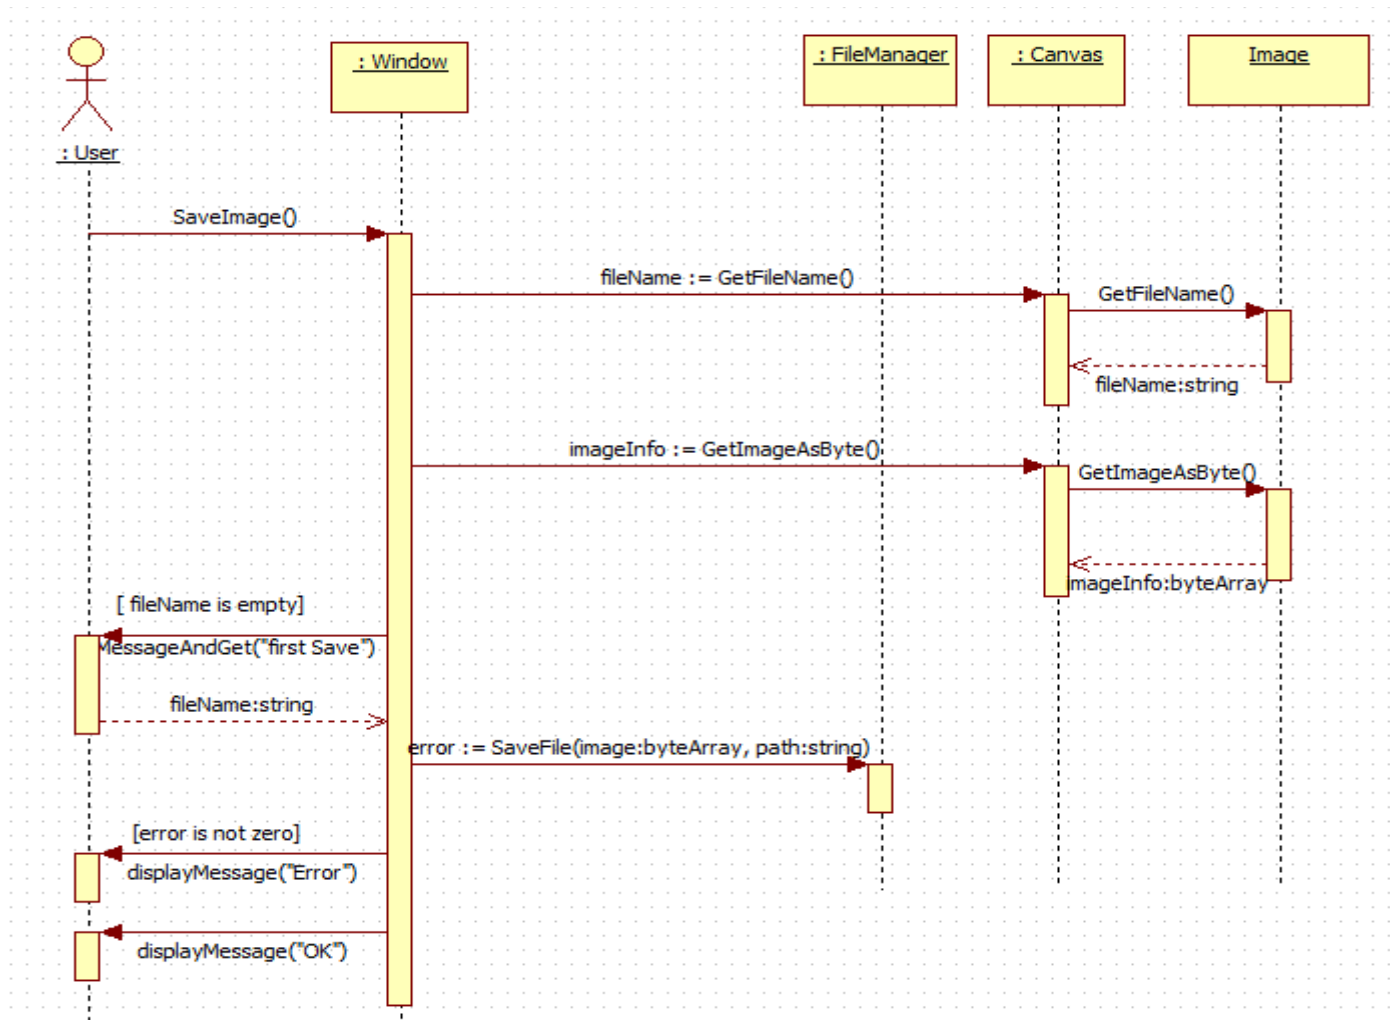 : Window
: FileManager
: Canvas
Image
: User
SaveImage()
fileName := GetFileName()
GetFileName()
fileName:string
imageInfo := GetImageAsByte()
GetImageAsByte()
imageInfo:byteArray
[ fileName is empty]
MessageAndGet("first Save")
fileName:string
error := SaveFile(image:byteArray, path:string)
[error is not zero]
displayMessage("Error")
displayMessage("OK")